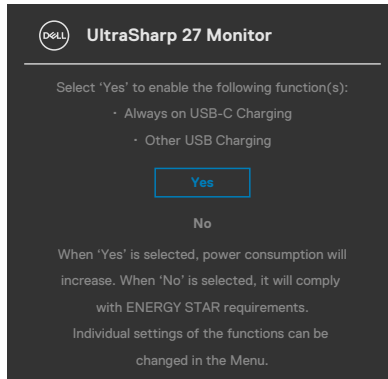 DELL UltraSharp 27 Monitor
Select ‘Yes’ to enable the following function(s):
· Always on USB-C Charging
· Other USB Charging
Yes
No
When ‘Yes’ is selected, power consumption will
increase. When ‘No’ is selected, it will comply
with ENERGY STAR requirements.
Individual settings of the functions can be
changed in the Menu.